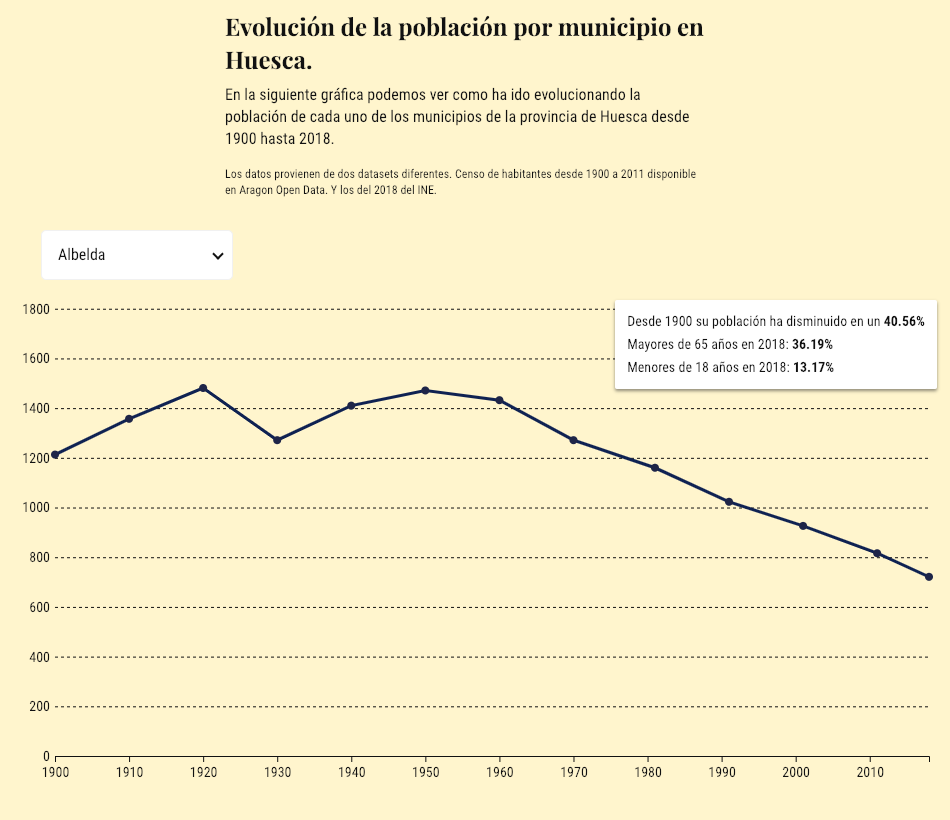 Evolución de la población por municipio en
Huesca.
En la siguiente gráfica podemos ver como ha ido evolucionando la
población de cada uno de los municipios de la provincia de Huesca desde
1900 hasta 2018.
Los datos provienen de dos datasets diferentes. Censo de habitantes desde 1900 a 2011 disponible
en Aragon Open Data. Y los del 2018 del INE.
Albelda
Desde 1900 su población ha disminuido en un 40.56%
Mayores de 65 años en 2018: 36.19%
Menores de 18 años en 2018: 13.17%
1800
1600
1400
1200
1000
800
600
400
200
0
1900 1910 1920 1930 1940 1950 1960 1970 1980 1990 2000 2010